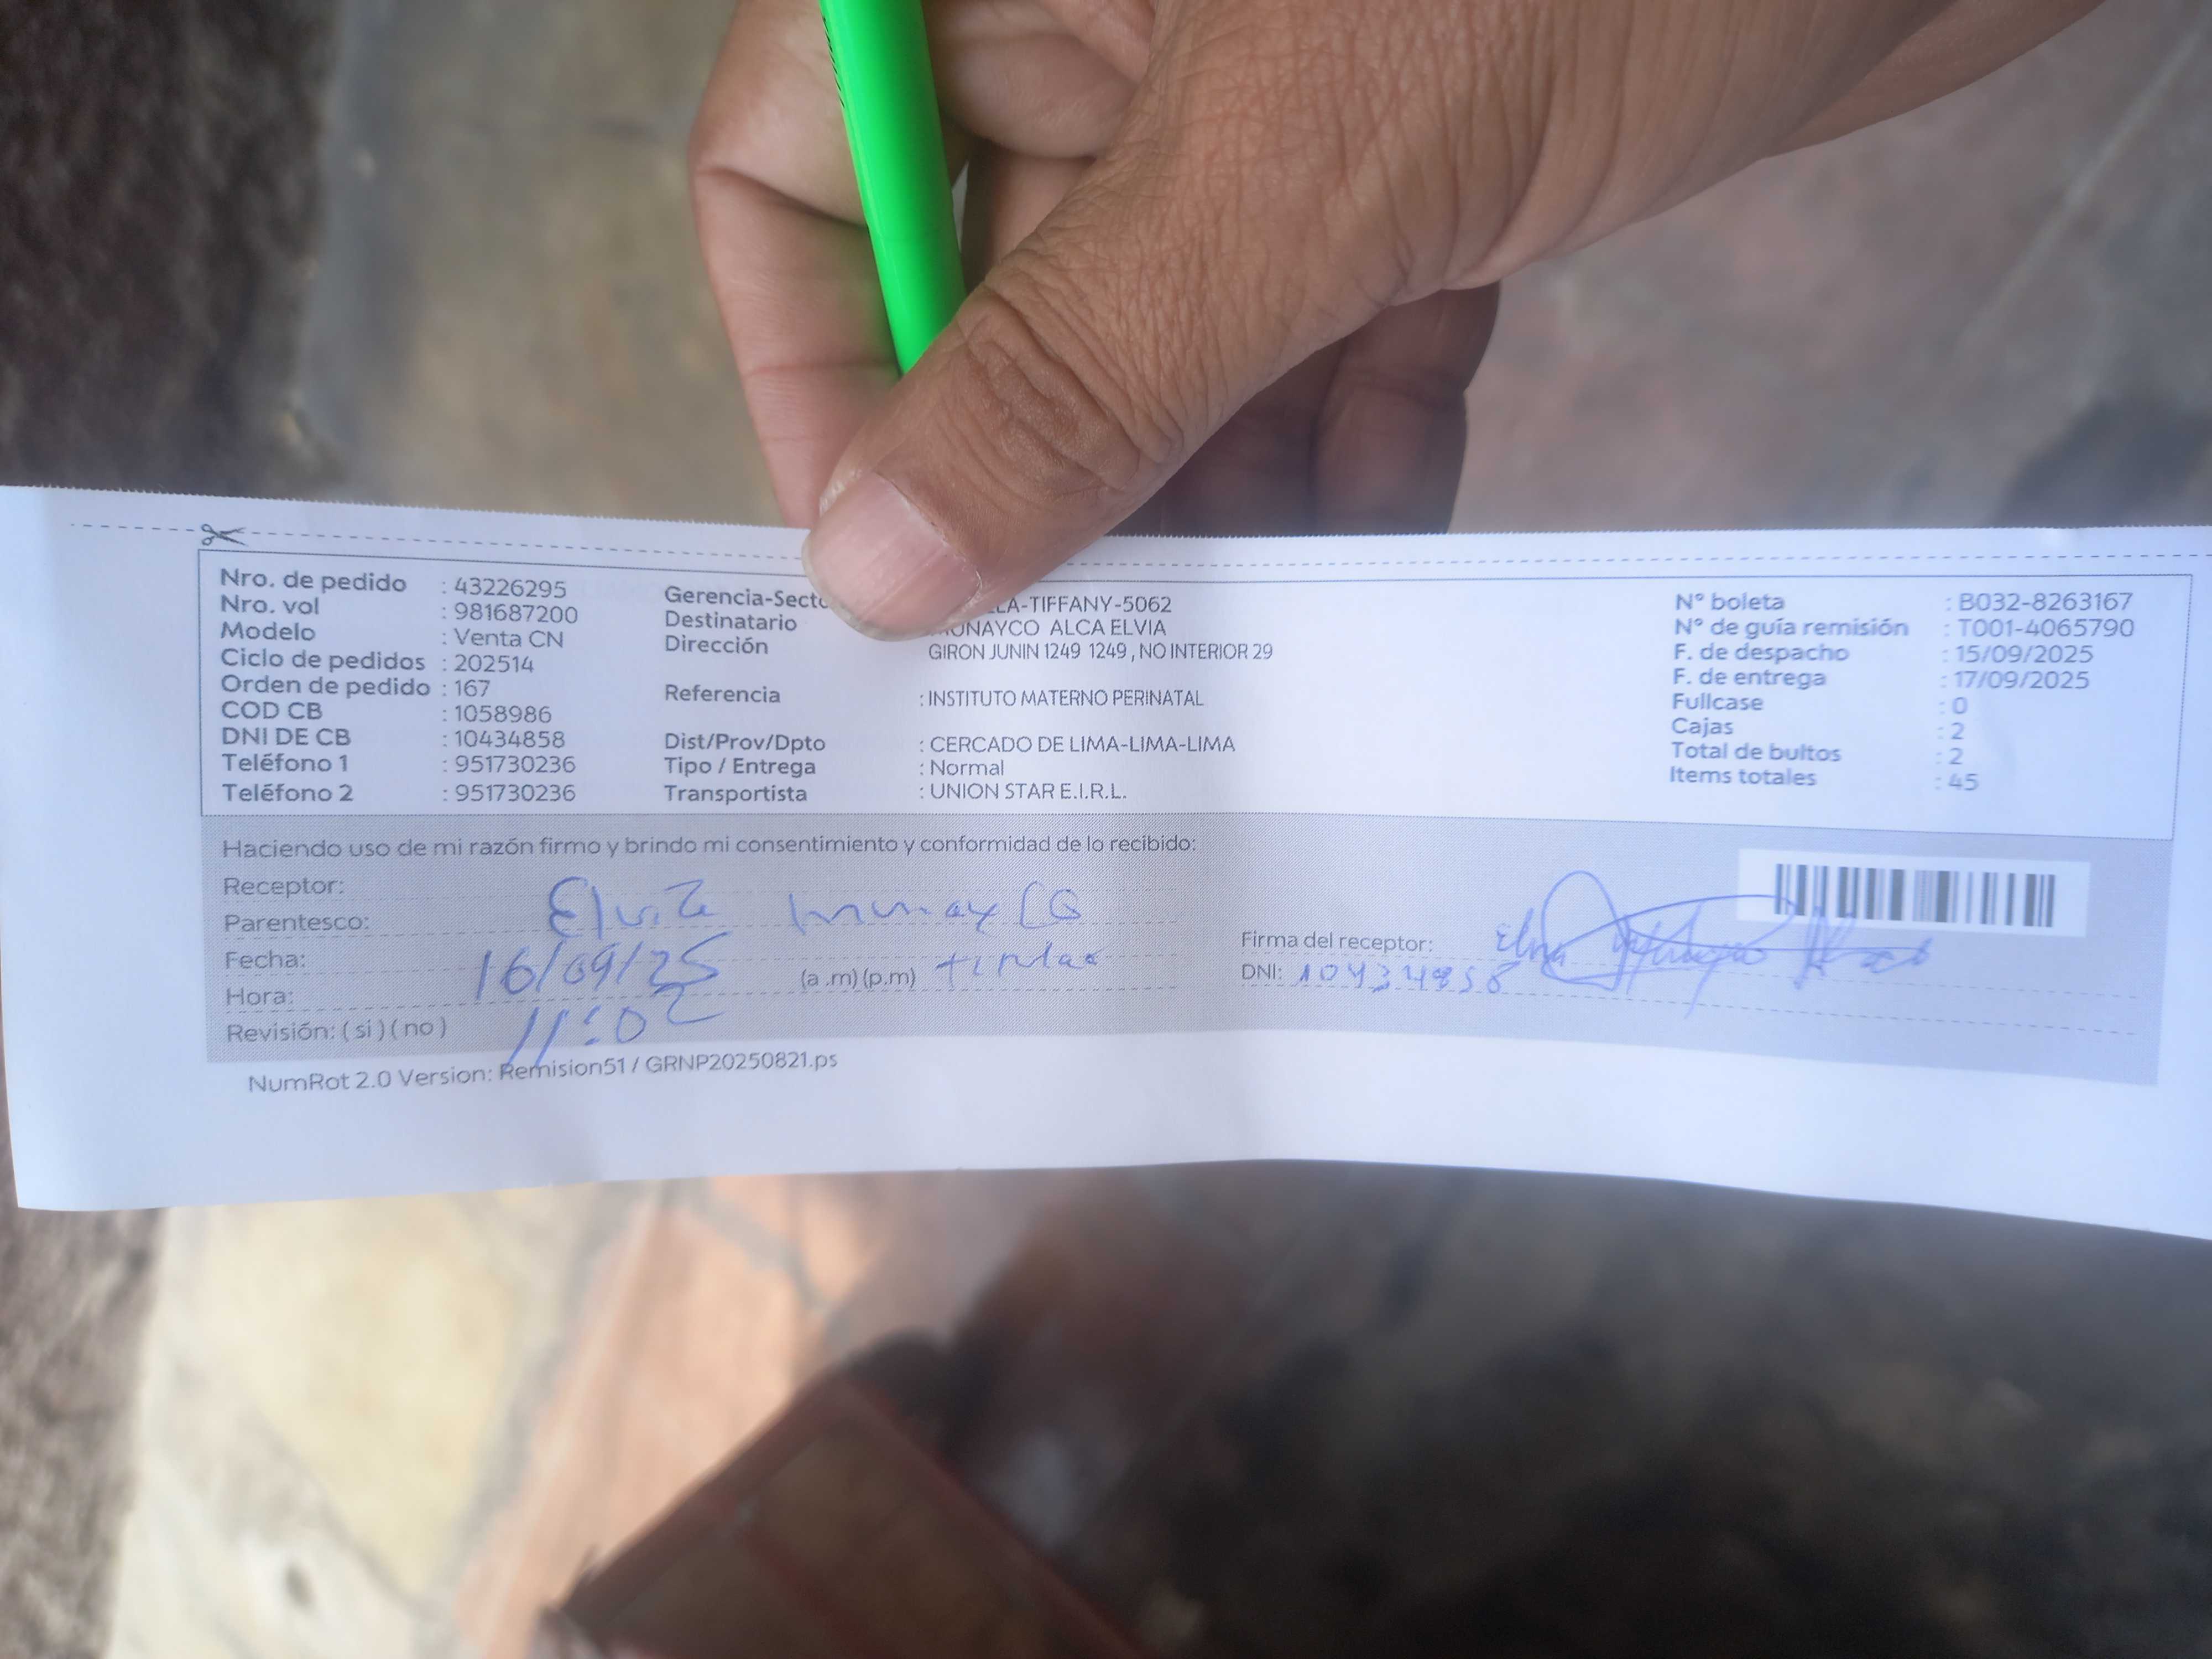 Nro. de pedido : 43226295
Nro. vol : 981687200
Modelo : Venta CN
Ciclo de pedidos : 202514
Orden de pedido : 167
COD CB : 1058986
DNI DE CB : 10434858
Teléfono 1 : 951730236
Teléfono 2 : 951730236
Gerencia-Secto LA-TIFFANY-5062
Destinatario MUNAYCO ALCA ELVIA
Dirección GIRON JUNIN 1249 1249 , NO INTERIOR 29
Referencia : INSTITUTO MATERNO PERINATAL
Dist/Prov/Dpto : CERCADO DE LIMA-LIMA-LIMA
Tipo / Entrega : Normal
Transportista : UNION STAR E.I.R.L.
N° boleta : B032-8263167
N° de guía remisión : T001-4065790
F. de despacho : 15/09/2025
F. de entrega : 17/09/2025
Fullcase : 0
Cajas : 2
Total de bultos : 2
Items totales : 45
Haciendo uso de mi razón firmo y brindo mi consentimiento y conformidad de lo recibido:
Receptor:
Parentesco:
Fecha: 16/09/25
Hora: 11:02 (a .m) (p.m)
Revisión: ( si ) ( no )
Firma del receptor: Elvia
DNI: 10434858
NumRot 2.0 Version: Remision51 / GRNP20250821.ps